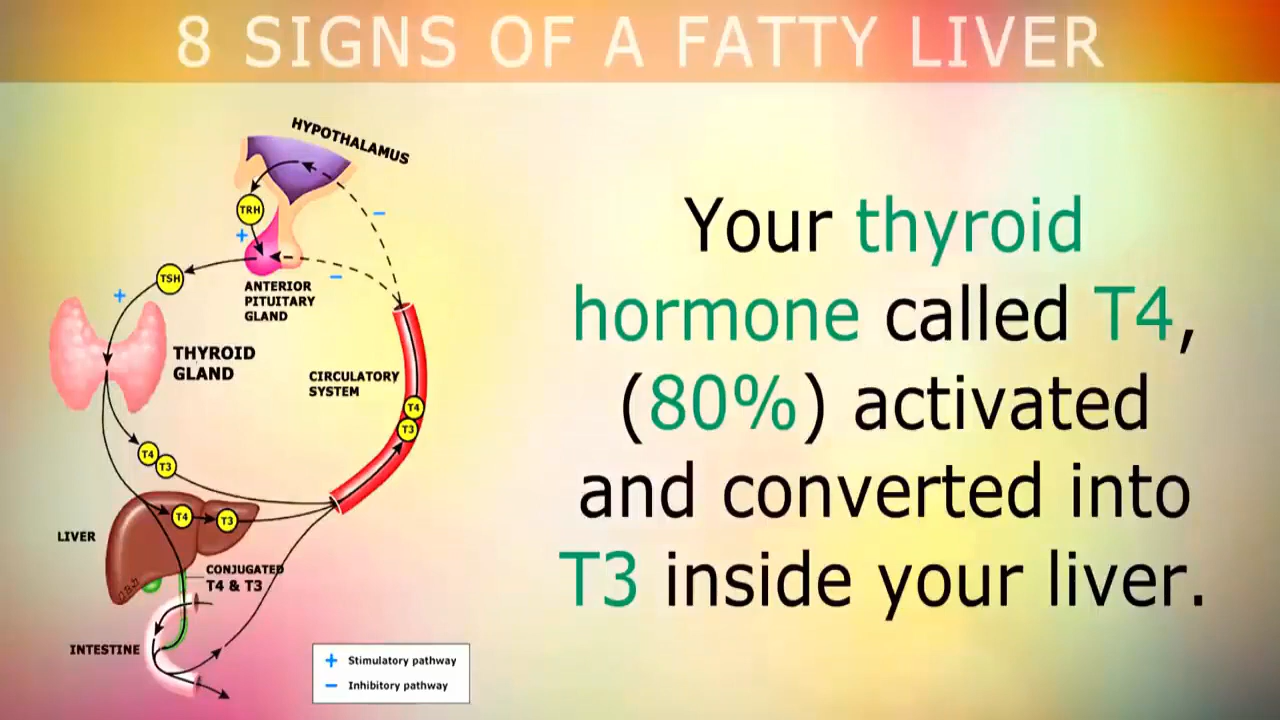 8 SIGNS OF A FATTY LIVER
HYPOTHALAMUS
TRH
+
−
−
TSH
+
ANTERIOR
PITUITARY
GLAND
THYROID
GLAND
CIRCULATORY
SYSTEM
T4
T3
T4
T3
LIVER
T4
T3
CONJUGATED
T4 & T3
INTESTINE
+ Stimulatory pathway
− Inhibitory pathway
Your thyroid
hormone called T4,
(80%) activated
and converted into
T3 inside your liver.